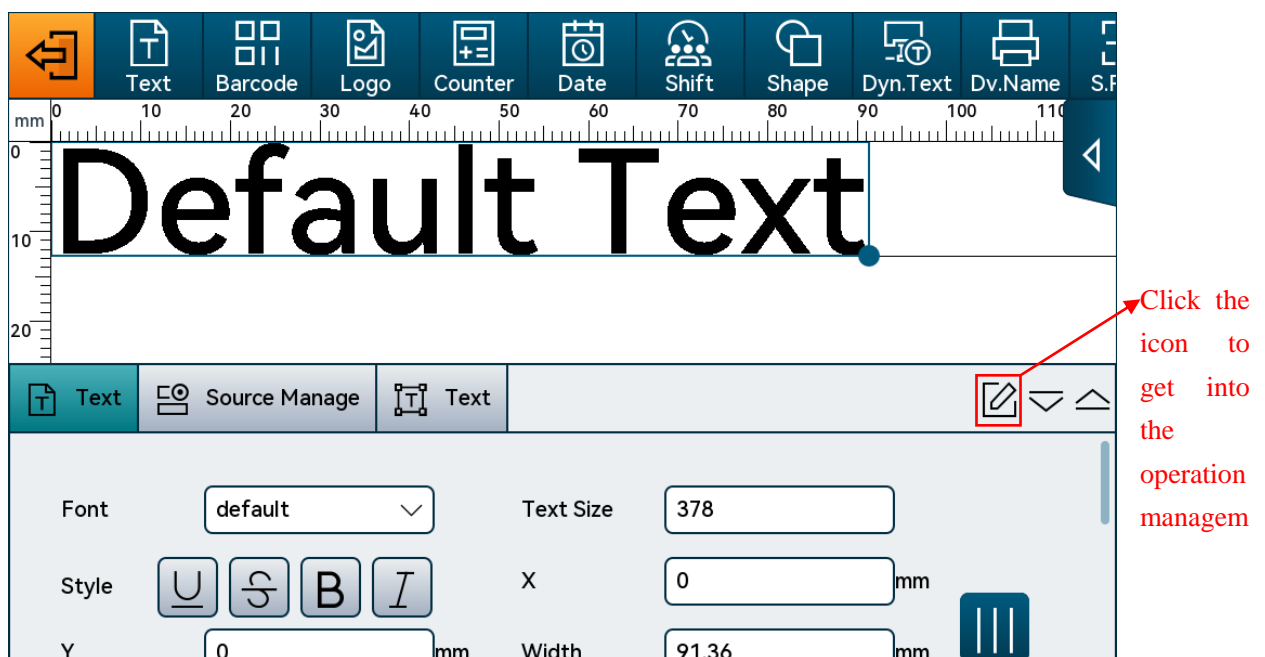 Text Barcode Logo Counter Date Shift Shape Dyn.Text Dv.Name
mm 0 10 20 30 40 50 60 70 80 90 100
0
Default Text
10
20
Click the
icon to
get into
the
operation
managem
Text Source Manage Text
Font default Text Size 378
Style U S B I X 0 mm
Y 0 mm Width 91.36 mm